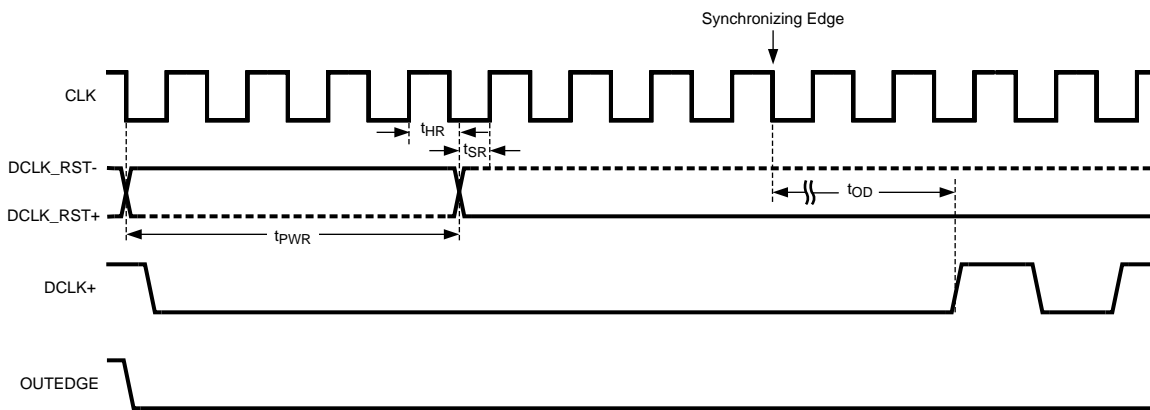 Synchronizing Edge
CLK
tHR
tSR
DCLK_RST-
tOD
DCLK_RST+
tPWR
DCLK+
OUTEDGE